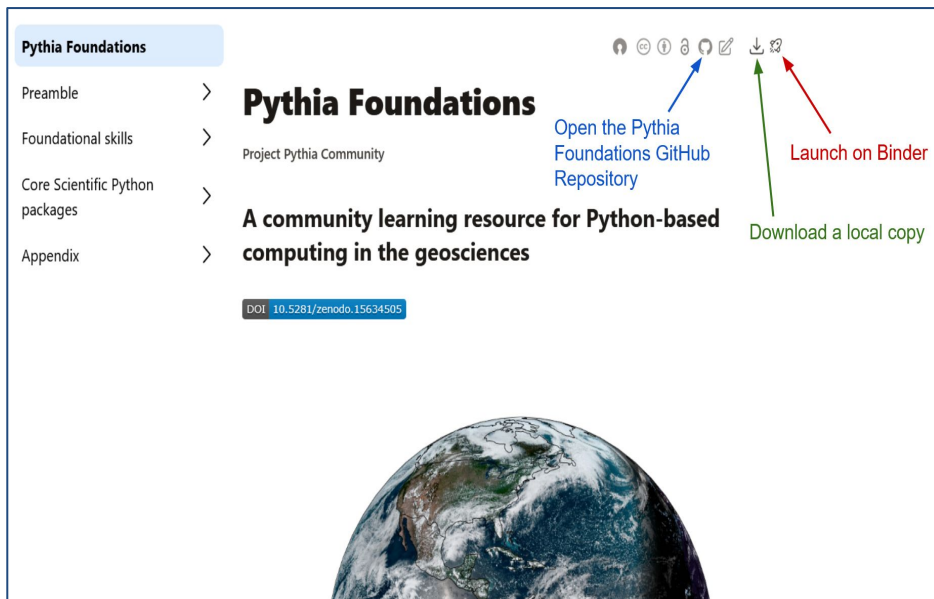 Pythia Foundations
Preamble
Foundational skills
Core Scientific Python
packages
Appendix
Pythia Foundations
Project Pythia Community
Open the Pythia
Foundations GitHub
Repository
Launch on Binder
Download a local copy
A community learning resource for Python-based
computing in the geosciences
DOI 10.5281/zenodo.15634505